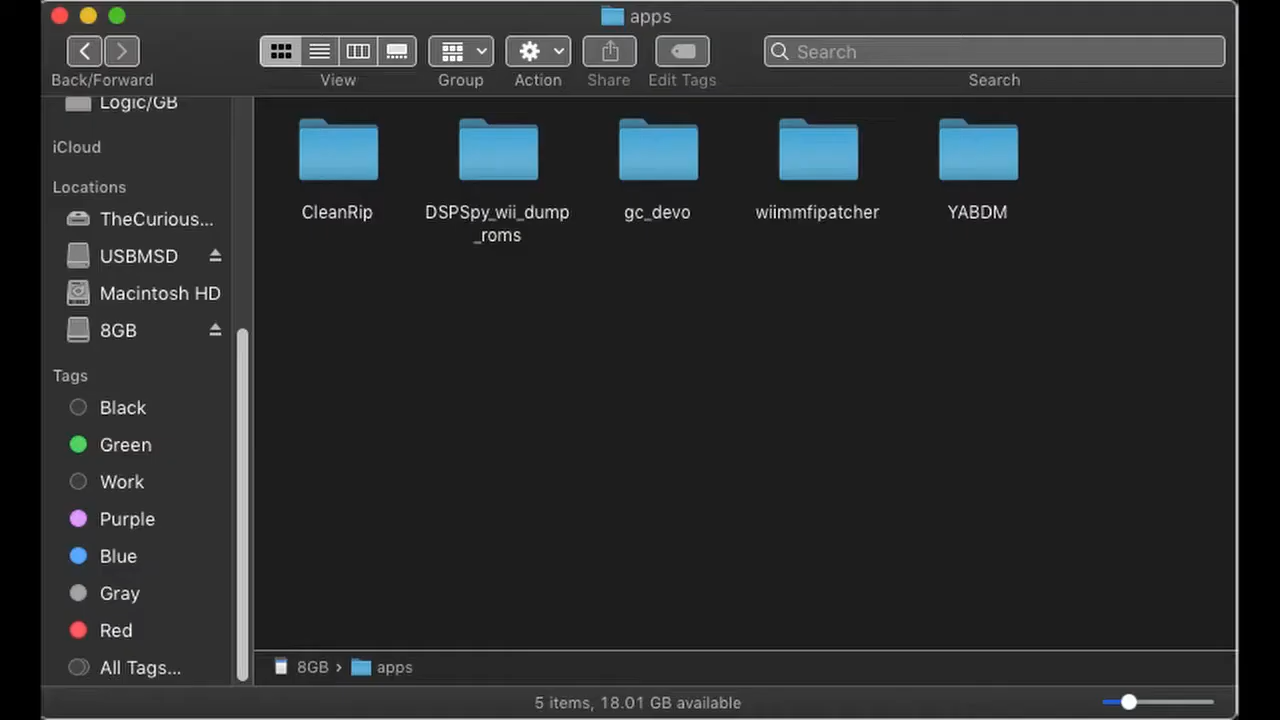 apps
Search
Back/Forward
View
Group
Action
Share
Edit Tags
Search
Logic/GB
iCloud
Locations
TheCurious...
USBMSD
Macintosh HD
8GB
Tags
Black
Green
Work
Purple
Blue
Gray
Red
All Tags...
CleanRip
DSPSpy_wii_dump
_roms
gc_devo
wiimmfipatcher
YABDM
8GB › apps
5 items, 18.01 GB available